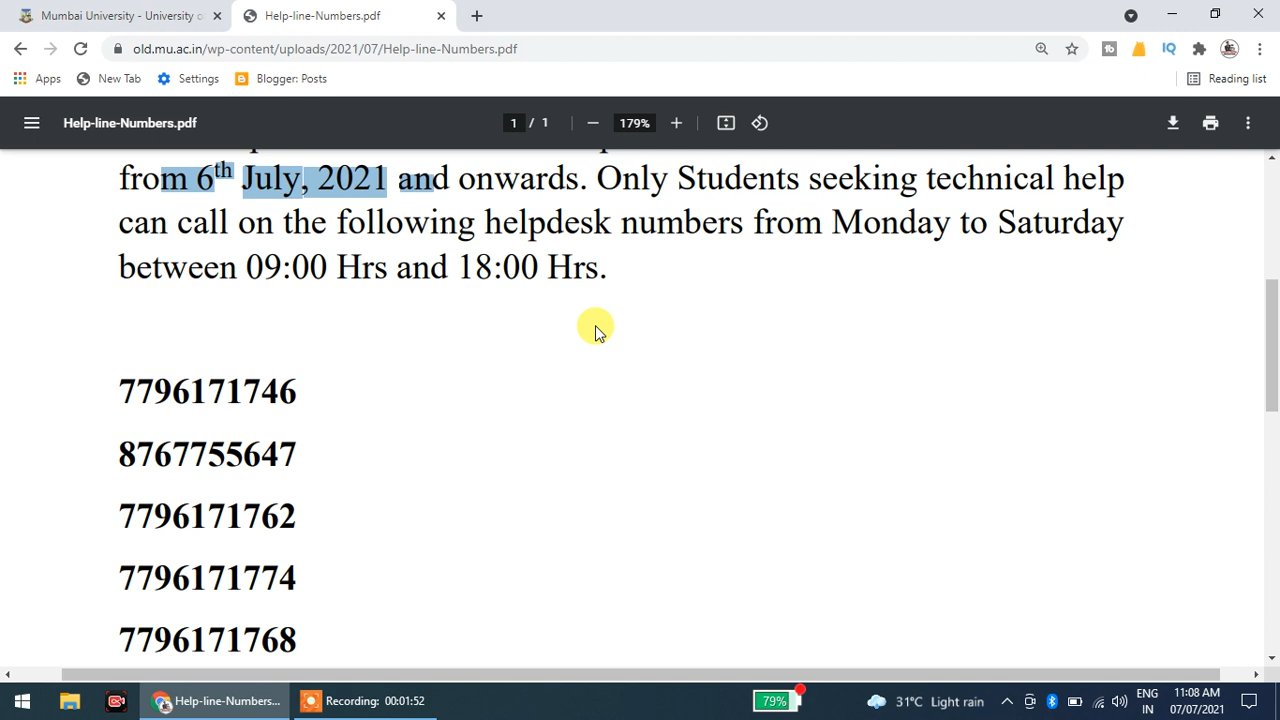 Mumbai University - University o
Help-line-Numbers.pdf
old.mu.ac.in/wp-content/uploads/2021/07/Help-line-Numbers.pdf
Apps
New Tab
Settings
Blogger: Posts
Reading list
Help-line-Numbers.pdf
1 / 1
179%
from 6th July, 2021 and onwards. Only Students seeking technical help
can call on the following helpdesk numbers from Monday to Saturday
between 09:00 Hrs and 18:00 Hrs.
7796171746
8767755647
7796171762
7796171774
7796171768
Help-line-Numbers...
Recording: 00:01:52
79%
31°C Light rain
ENG
IN
11:08 AM
07/07/2021